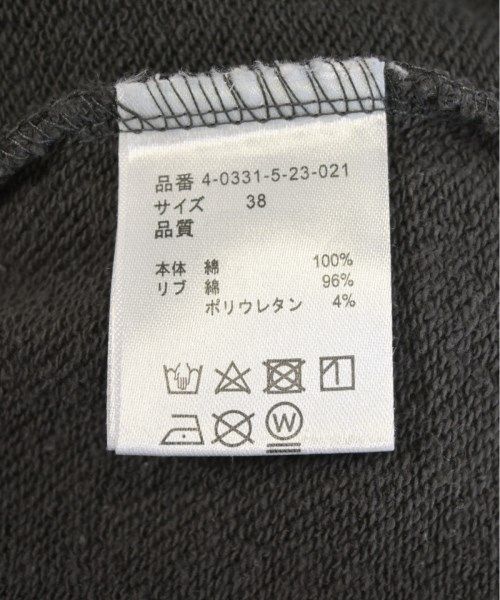 品番 4-0331-5-23-021
サイズ 38
品質
本体 綿 100%
リブ 綿 96%
ポリウレタン 4%
W